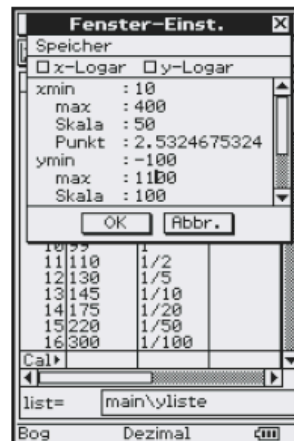 Fenster-Einst.
Speicher
x-Logar y-Logar
xmin :10
max :400
Skala :50
Punkt :2.5324675324
ymin :-100
max :1100
Skala :100
OK Abbr.
10 99 1
11 110 1/2
12 130 1/5
13 145 1/10
14 175 1/20
15 220 1/50
16 300 1/100
Cal▶
list= main\yliste
Bog Dezimal